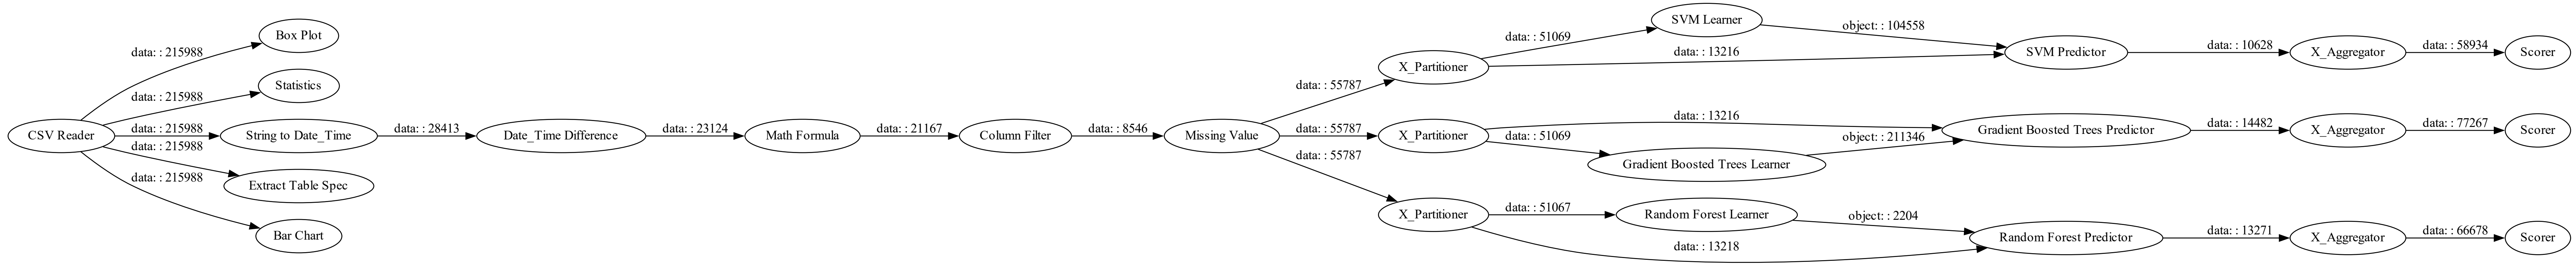 CSV Reader
data: : 215988
Box Plot
data: : 215988
Statistics
data: : 215988
String to Date_Time
data: : 215988
Extract Table Spec
data: : 215988
Bar Chart
data: : 28413
Date_Time Difference
data: : 23124
Math Formula
data: : 21167
Column Filter
data: : 8546
Missing Value
data: : 55787
X_Partitioner
data: : 51069
SVM Learner
object: : 104558
data: : 13216
SVM Predictor
data: : 10628
X_Aggregator
data: : 58934
Scorer
data: : 55787
X_Partitioner
data: : 13216
data: : 51069
Gradient Boosted Trees Learner
object: : 211346
Gradient Boosted Trees Predictor
data: : 14482
X_Aggregator
data: : 77267
Scorer
data: : 55787
X_Partitioner
data: : 51067
Random Forest Learner
object: : 2204
data: : 13218
Random Forest Predictor
data: : 13271
X_Aggregator
data: : 66678
Scorer